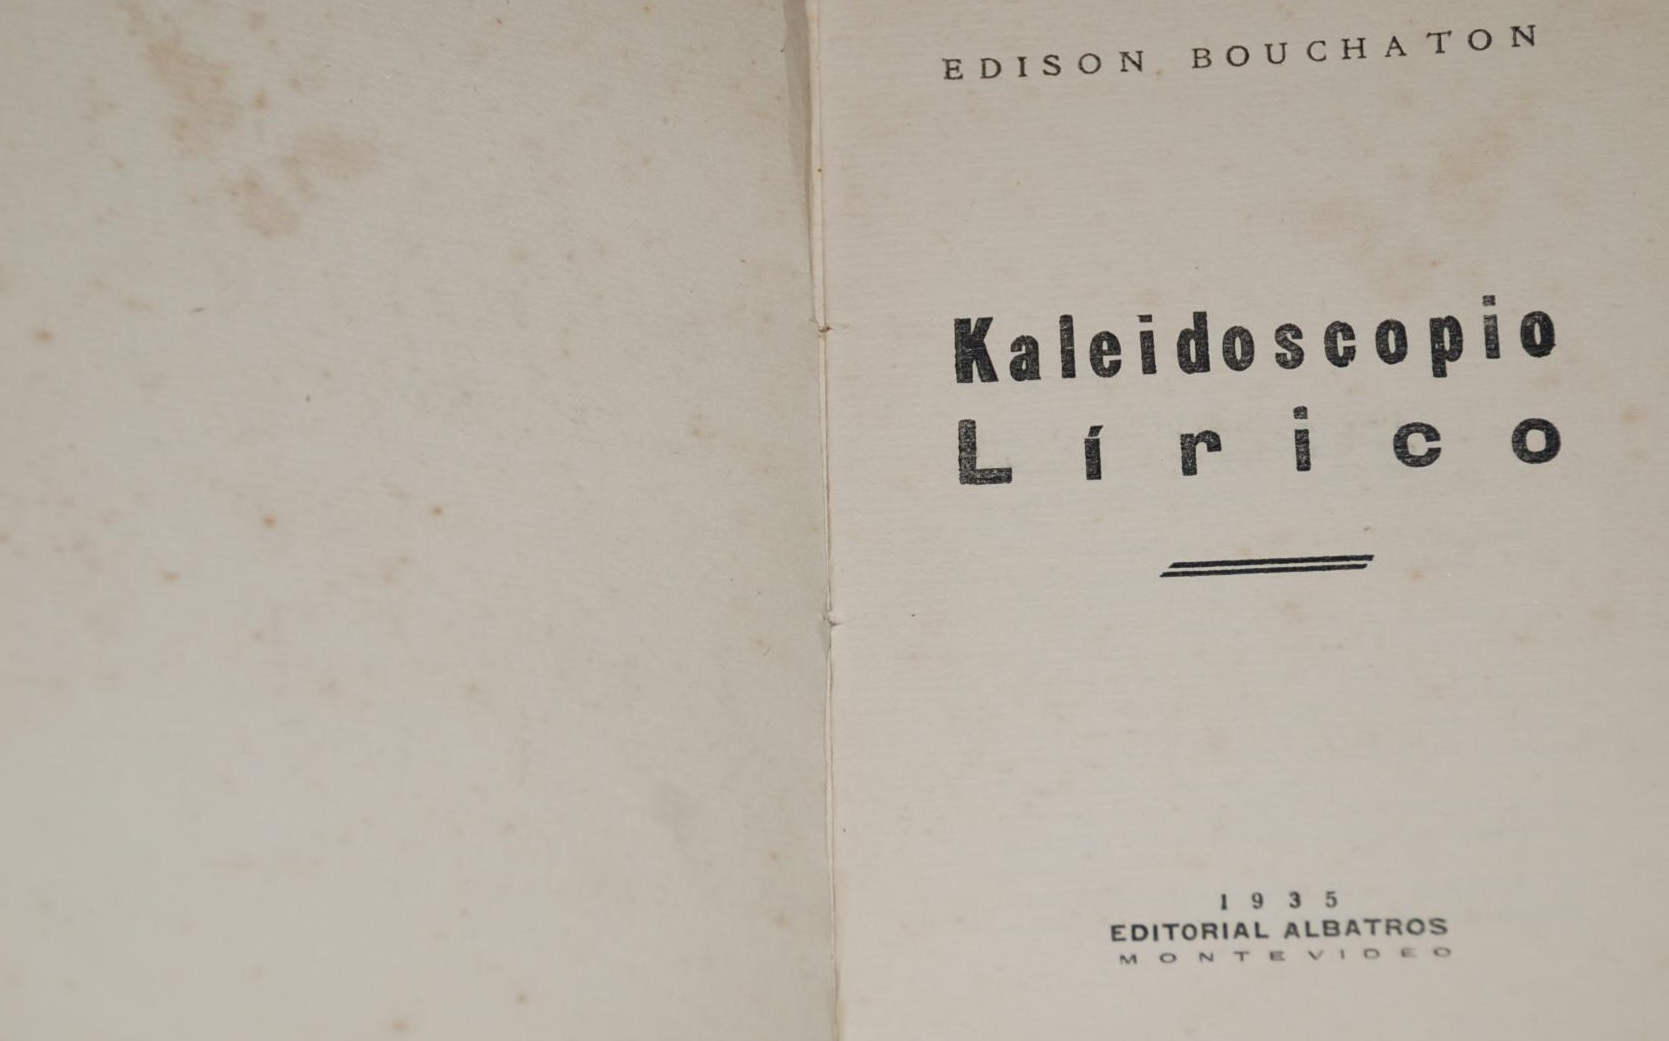 EDISON BOUCHATON
Kaleidoscopio
Lírico
1935
EDITORIAL ALBATROS
MONTEVIDEO